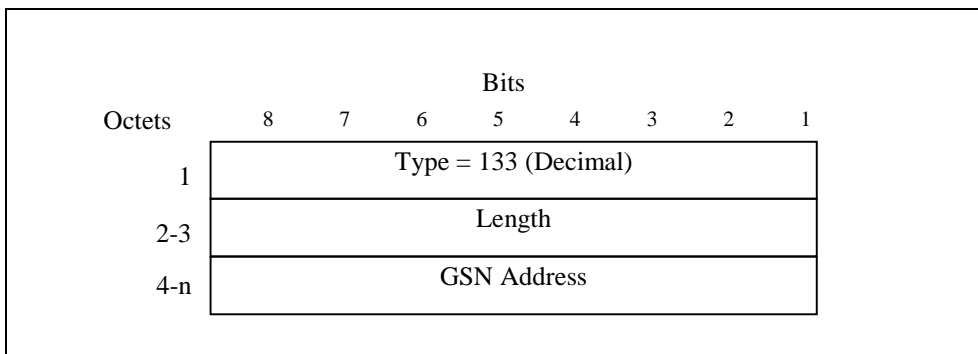 Bits
Octets 8 7 6 5 4 3 2 1
1 Type = 133 (Decimal)
2-3 Length
4-n GSN Address